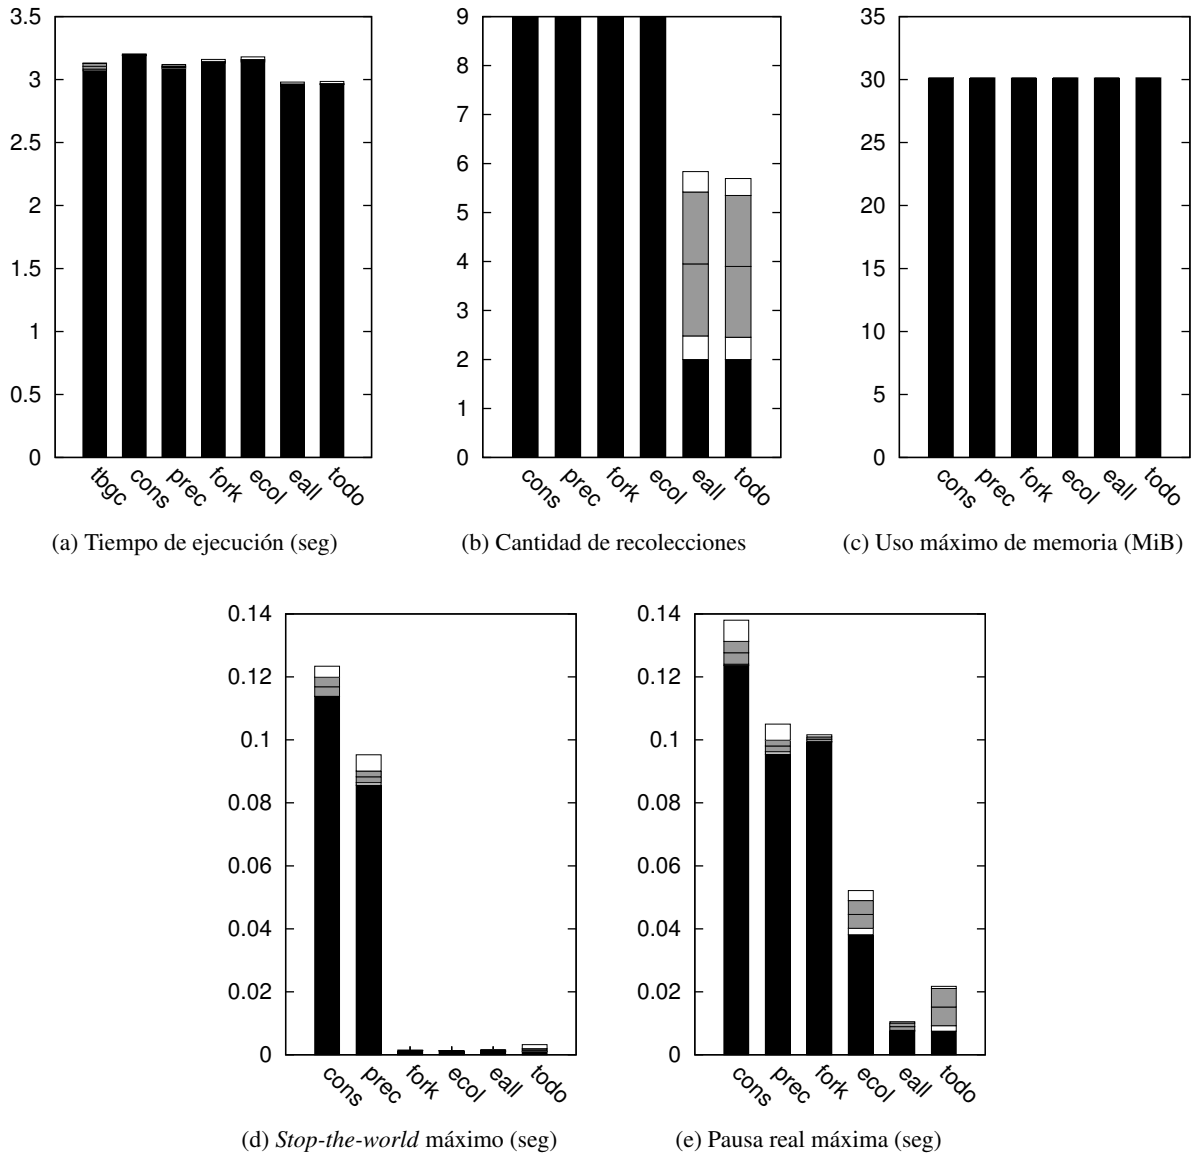 3.5
3
2.5
2
1.5
1
0.5
0
tbgc
cons
prec
fork
ecol
eall
todo
(a) Tiempo de ejecución (seg)
9
8
7
6
5
4
3
2
1
0
cons
prec
fork
ecol
eall
todo
(b) Cantidad de recolecciones
35
30
25
20
15
10
5
0
cons
prec
fork
ecol
eall
todo
(c) Uso máximo de memoria (MiB)
0.14
0.12
0.1
0.08
0.06
0.04
0.02
0
cons
prec
fork
ecol
eall
todo
(d) Stop-the-world máximo (seg)
0.14
0.12
0.1
0.08
0.06
0.04
0.02
0
cons
prec
fork
ecol
eall
todo
(e) Pausa real máxima (seg)